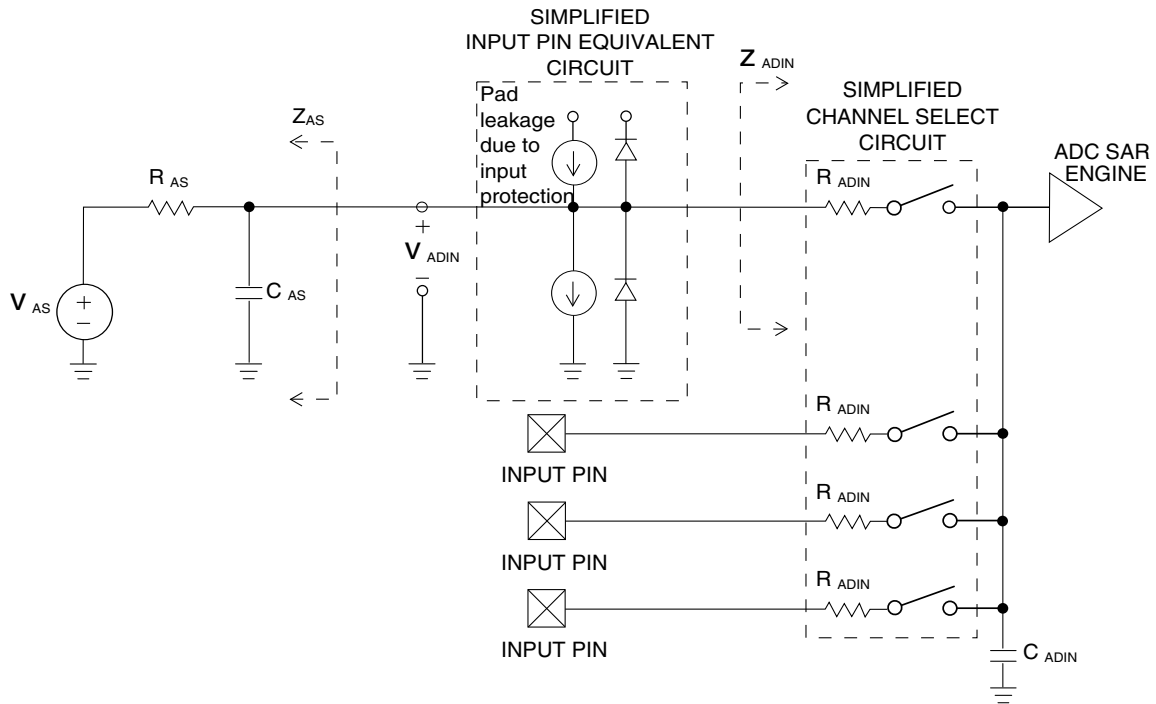 SIMPLIFIED
INPUT PIN EQUIVALENT
CIRCUIT
Pad
leakage
due to
input
protection
Z ADIN
SIMPLIFIED
CHANNEL SELECT
CIRCUIT
ADC SAR
ENGINE
ZAS
R AS
R ADIN
+
V ADIN
–
V AS
+
–
C AS
R ADIN
INPUT PIN
R ADIN
INPUT PIN
R ADIN
INPUT PIN
C ADIN